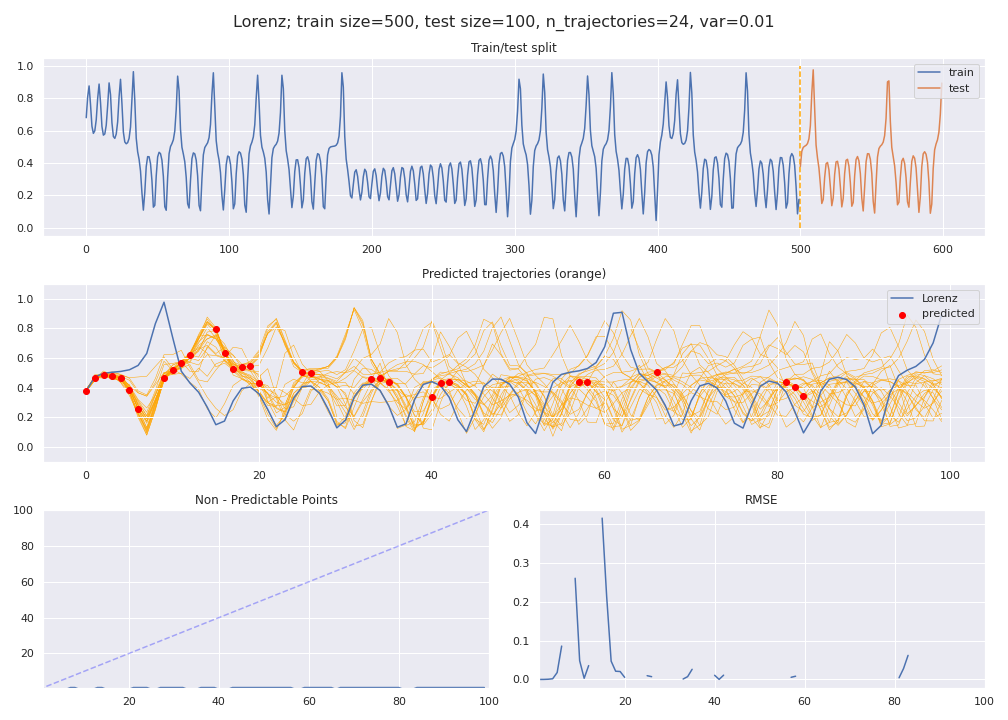 Lorenz; train size=500, test size=100, n_trajectories=24, var=0.01
Train/test split
1.0
0.8
0.6
0.4
0.2
0.0
train
test
0 100 200 300 400 500 600
Predicted trajectories (orange)
1.0
0.8
0.6
0.4
0.2
0.0
Lorenz
predicted
0 20 40 60 80 100
Non - Predictable Points
100
80
60
40
20
20 40 60 80 100
RMSE
0.4
0.3
0.2
0.1
0.0
20 40 60 80 100